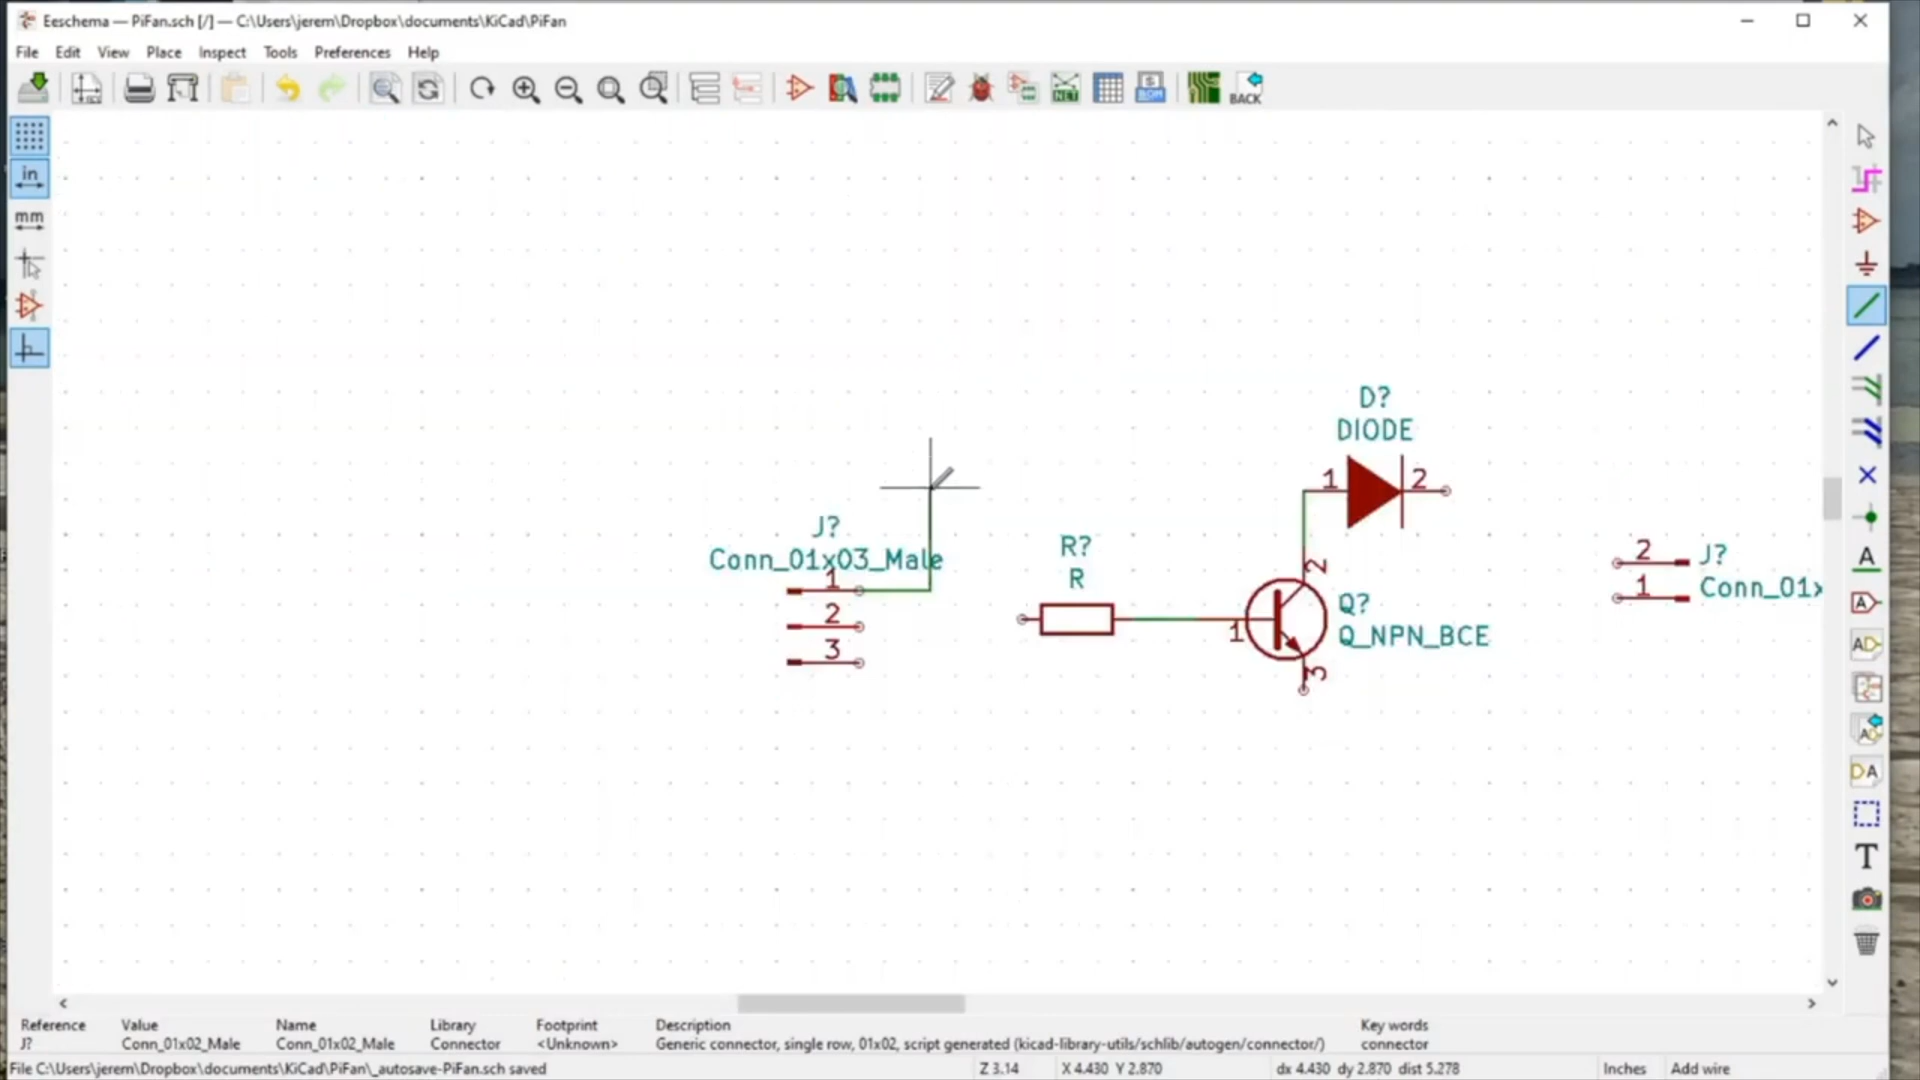 Eeschema — PiFan.sch [/] — C:\Users\jerem\Dropbox\documents\KiCad\PiFan
File Edit View Place Inspect Tools Preferences Help
NET
BOM
BACK
in
mm
D?
DIODE
1 2
J?
Conn_01x03_Male
1
2
3
R?
R
2
1
3
Q?
Q_NPN_BCE
2
1
J?
Conn_01x
A
A
AD
A
DA
T
Reference Value Name Library Footprint Description Key words
J? Conn_01x02_Male Conn_01x02_Male Connector <Unknown> Generic connector, single row, 01x02, script generated (kicad-library-utils/schlib/autogen/connector/) connector
File C:\Users\jerem\Dropbox\documents\KiCad\PiFan\_autosave-PiFan.sch saved Z 3.14 X 4.430 Y 2.870 dx 4.430 dy 2.870 dist 5.278 Inches Add wire